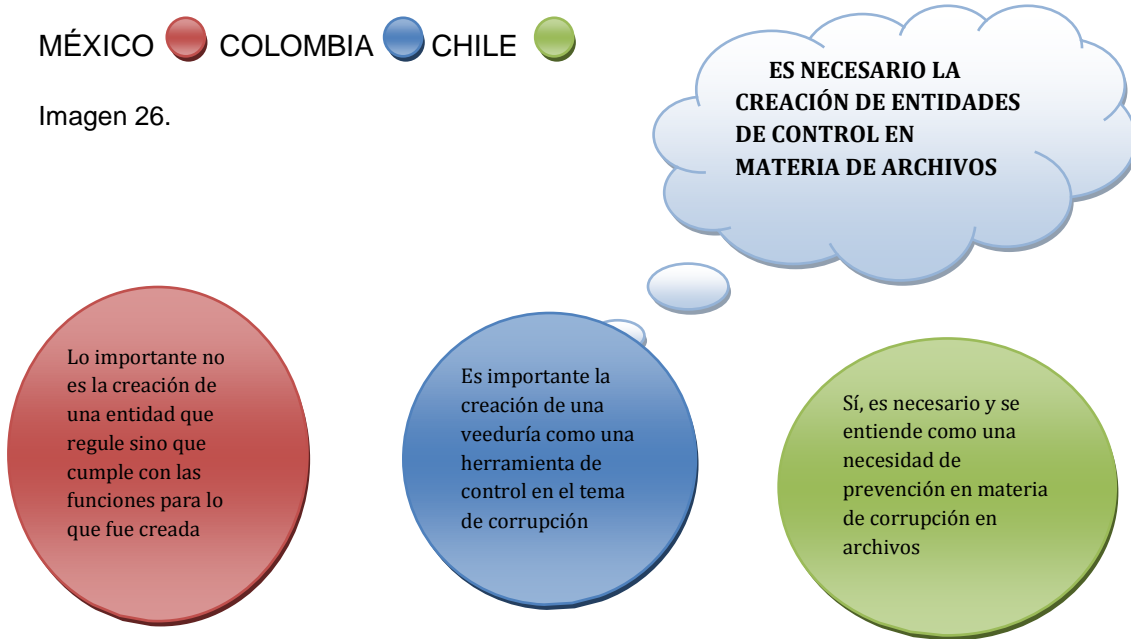 MÉXICO COLOMBIA CHILE
Imagen 26.
ES NECESARIO LA
CREACIÓN DE ENTIDADES
DE CONTROL EN
MATERIA DE ARCHIVOS
Lo importante no
es la creación de
una entidad que
regule sino que
cumple con las
funciones para lo
que fue creada
Es importante la
creación de una
veeduría como una
herramienta de
control en el tema
de corrupción
Sí, es necesario y se
entiende como una
necesidad de
prevención en materia
de corrupción en
archivos